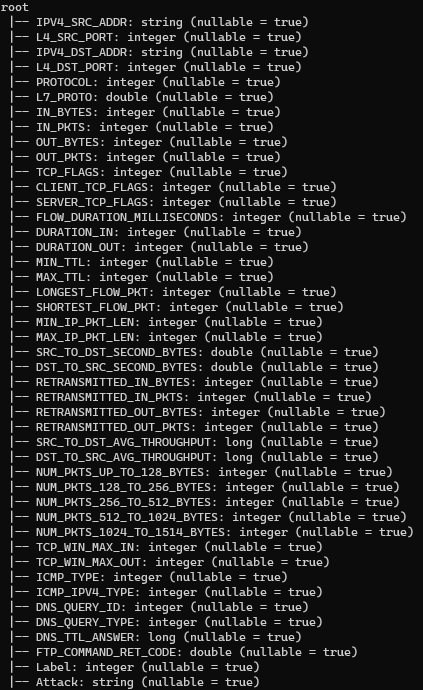 root
 |-- IPV4_SRC_ADDR: string (nullable = true)
 |-- L4_SRC_PORT: integer (nullable = true)
 |-- IPV4_DST_ADDR: string (nullable = true)
 |-- L4_DST_PORT: integer (nullable = true)
 |-- PROTOCOL: integer (nullable = true)
 |-- L7_PROTO: double (nullable = true)
 |-- IN_BYTES: integer (nullable = true)
 |-- IN_PKTS: integer (nullable = true)
 |-- OUT_BYTES: integer (nullable = true)
 |-- OUT_PKTS: integer (nullable = true)
 |-- TCP_FLAGS: integer (nullable = true)
 |-- CLIENT_TCP_FLAGS: integer (nullable = true)
 |-- SERVER_TCP_FLAGS: integer (nullable = true)
 |-- FLOW_DURATION_MILLISECONDS: integer (nullable = true)
 |-- DURATION_IN: integer (nullable = true)
 |-- DURATION_OUT: integer (nullable = true)
 |-- MIN_TTL: integer (nullable = true)
 |-- MAX_TTL: integer (nullable = true)
 |-- LONGEST_FLOW_PKT: integer (nullable = true)
 |-- SHORTEST_FLOW_PKT: integer (nullable = true)
 |-- MIN_IP_PKT_LEN: integer (nullable = true)
 |-- MAX_IP_PKT_LEN: integer (nullable = true)
 |-- SRC_TO_DST_SECOND_BYTES: double (nullable = true)
 |-- DST_TO_SRC_SECOND_BYTES: double (nullable = true)
 |-- RETRANSMITTED_IN_BYTES: integer (nullable = true)
 |-- RETRANSMITTED_IN_PKTS: integer (nullable = true)
 |-- RETRANSMITTED_OUT_BYTES: integer (nullable = true)
 |-- RETRANSMITTED_OUT_PKTS: integer (nullable = true)
 |-- SRC_TO_DST_AVG_THROUGHPUT: long (nullable = true)
 |-- DST_TO_SRC_AVG_THROUGHPUT: long (nullable = true)
 |-- NUM_PKTS_UP_TO_128_BYTES: integer (nullable = true)
 |-- NUM_PKTS_128_TO_256_BYTES: integer (nullable = true)
 |-- NUM_PKTS_256_TO_512_BYTES: integer (nullable = true)
 |-- NUM_PKTS_512_TO_1024_BYTES: integer (nullable = true)
 |-- NUM_PKTS_1024_TO_1514_BYTES: integer (nullable = true)
 |-- TCP_WIN_MAX_IN: integer (nullable = true)
 |-- TCP_WIN_MAX_OUT: integer (nullable = true)
 |-- ICMP_TYPE: integer (nullable = true)
 |-- ICMP_IPV4_TYPE: integer (nullable = true)
 |-- DNS_QUERY_ID: integer (nullable = true)
 |-- DNS_QUERY_TYPE: integer (nullable = true)
 |-- DNS_TTL_ANSWER: long (nullable = true)
 |-- FTP_COMMAND_RET_CODE: double (nullable = true)
 |-- Label: integer (nullable = true)
 |-- Attack: string (nullable = true)